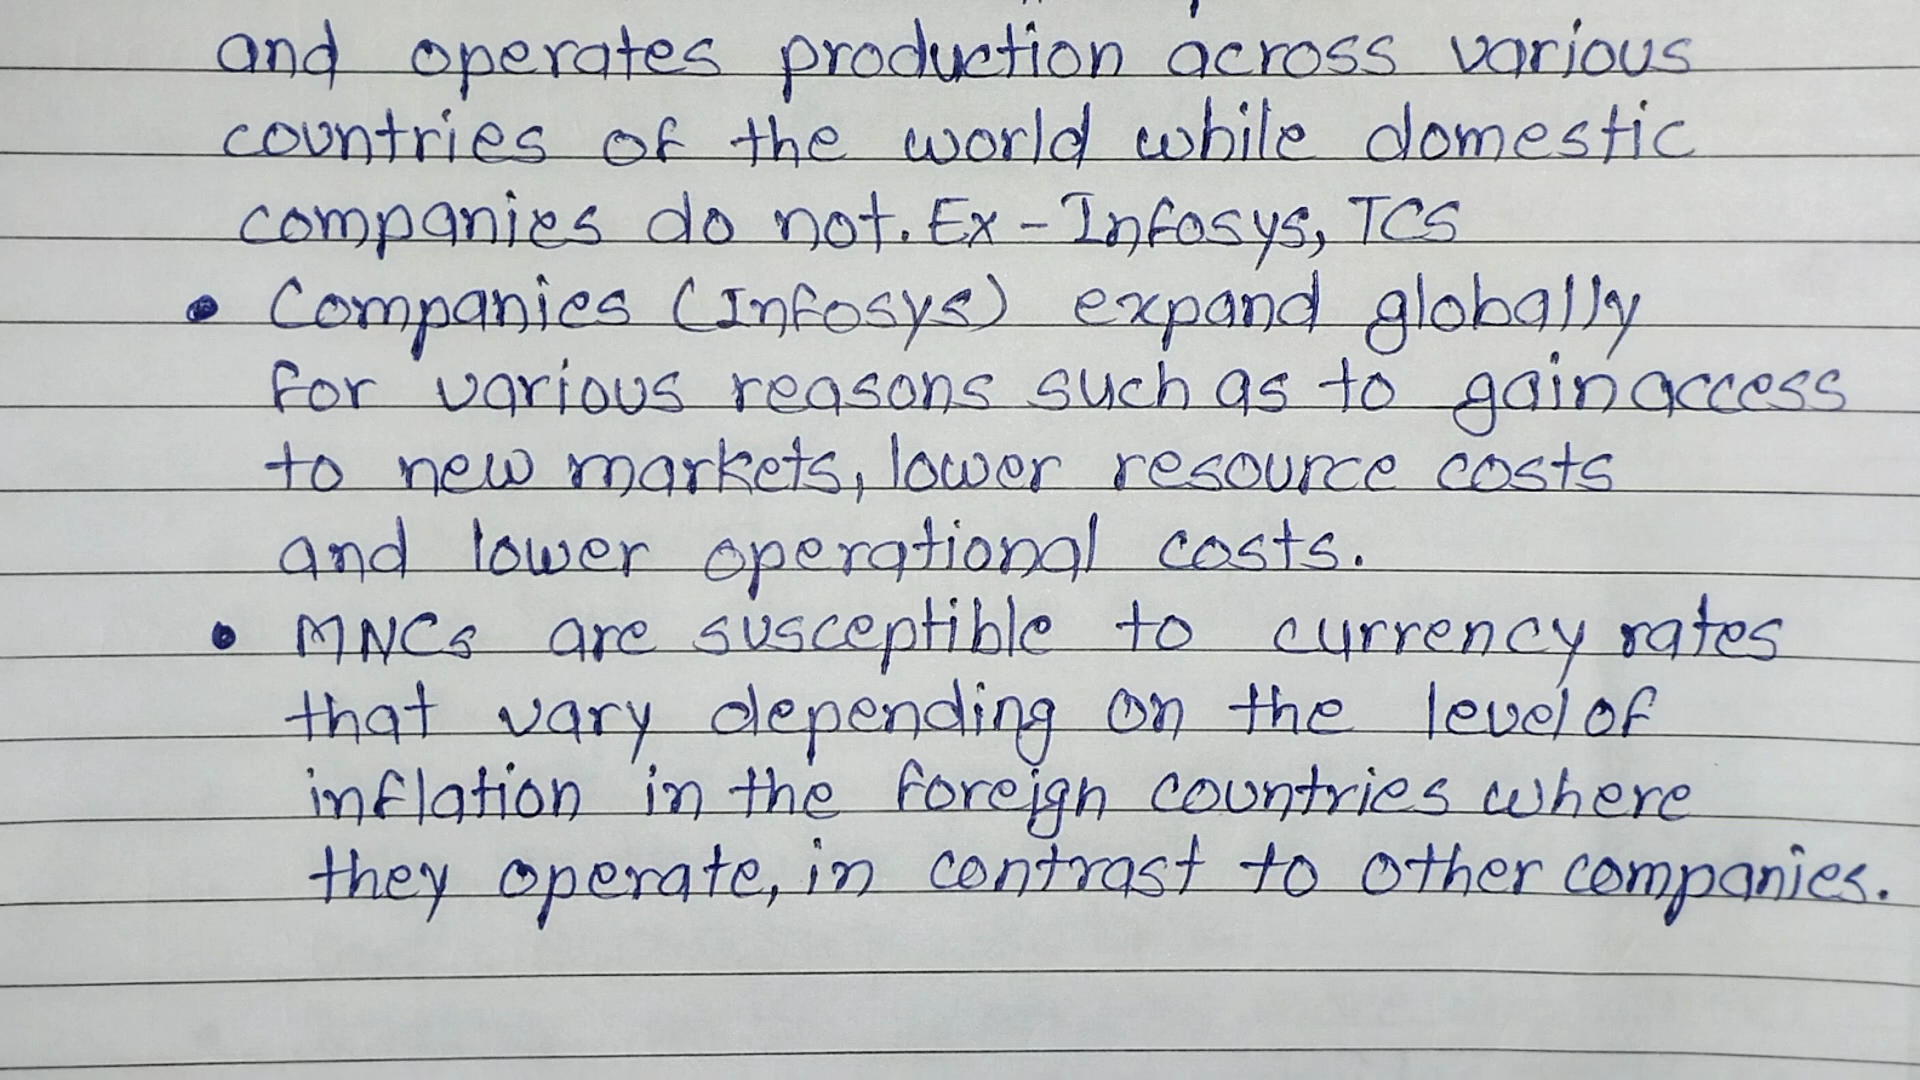 and operates production across various
countries of the world while domestic
companies do not. Ex - Infosys, TCS
• Companies (Infosys) expand globally
for various reasons such as to gain access
to new markets, lower resource costs
and lower operational costs.
• MNCs are susceptible to currency rates
that vary depending on the level of
inflation in the foreign countries where
they operate, in contrast to other companies.